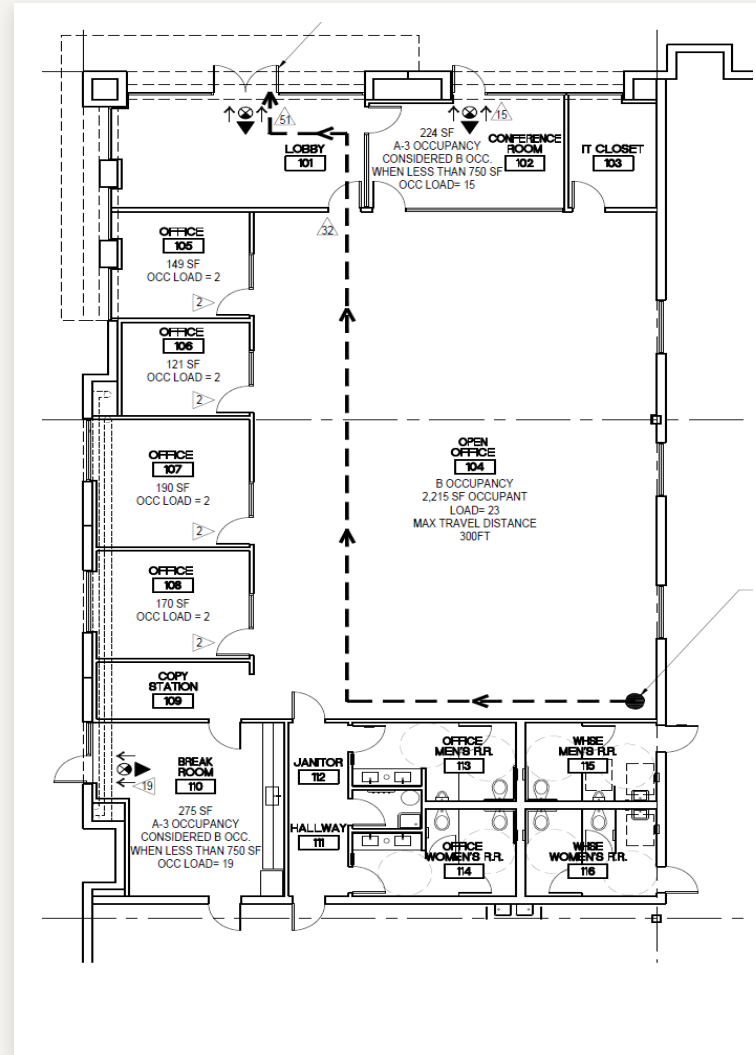 51
15
LOBBY
101
224 SF
A-3 OCCUPANCY
CONSIDERED B OCC.
WHEN LESS THAN 750 SF
OCC LOAD= 15
CONFERENCE
ROOM
102
IT CLOSET
103
32
OFFICE
105
149 SF
OCC LOAD = 2
2
OFFICE
106
121 SF
OCC LOAD = 2
2
OFFICE
107
190 SF
OCC LOAD = 2
2
OPEN
OFFICE
104
B OCCUPANCY
2,215 SF OCCUPANT
LOAD= 23
MAX TRAVEL DISTANCE
300FT
OFFICE
108
170 SF
OCC LOAD = 2
2
COPY
STATION
109
BREAK
ROOM
110
19
275 SF
A-3 OCCUPANCY
CONSIDERED B OCC.
WHEN LESS THAN 750 SF
OCC LOAD= 19
JANITOR
112
HALLWAY
111
OFFICE
MEN'S R.R.
113
WHSE
MEN'S R.R.
115
OFFICE
WOMEN'S R.R.
114
WHSE
WOMEN'S R.R.
116